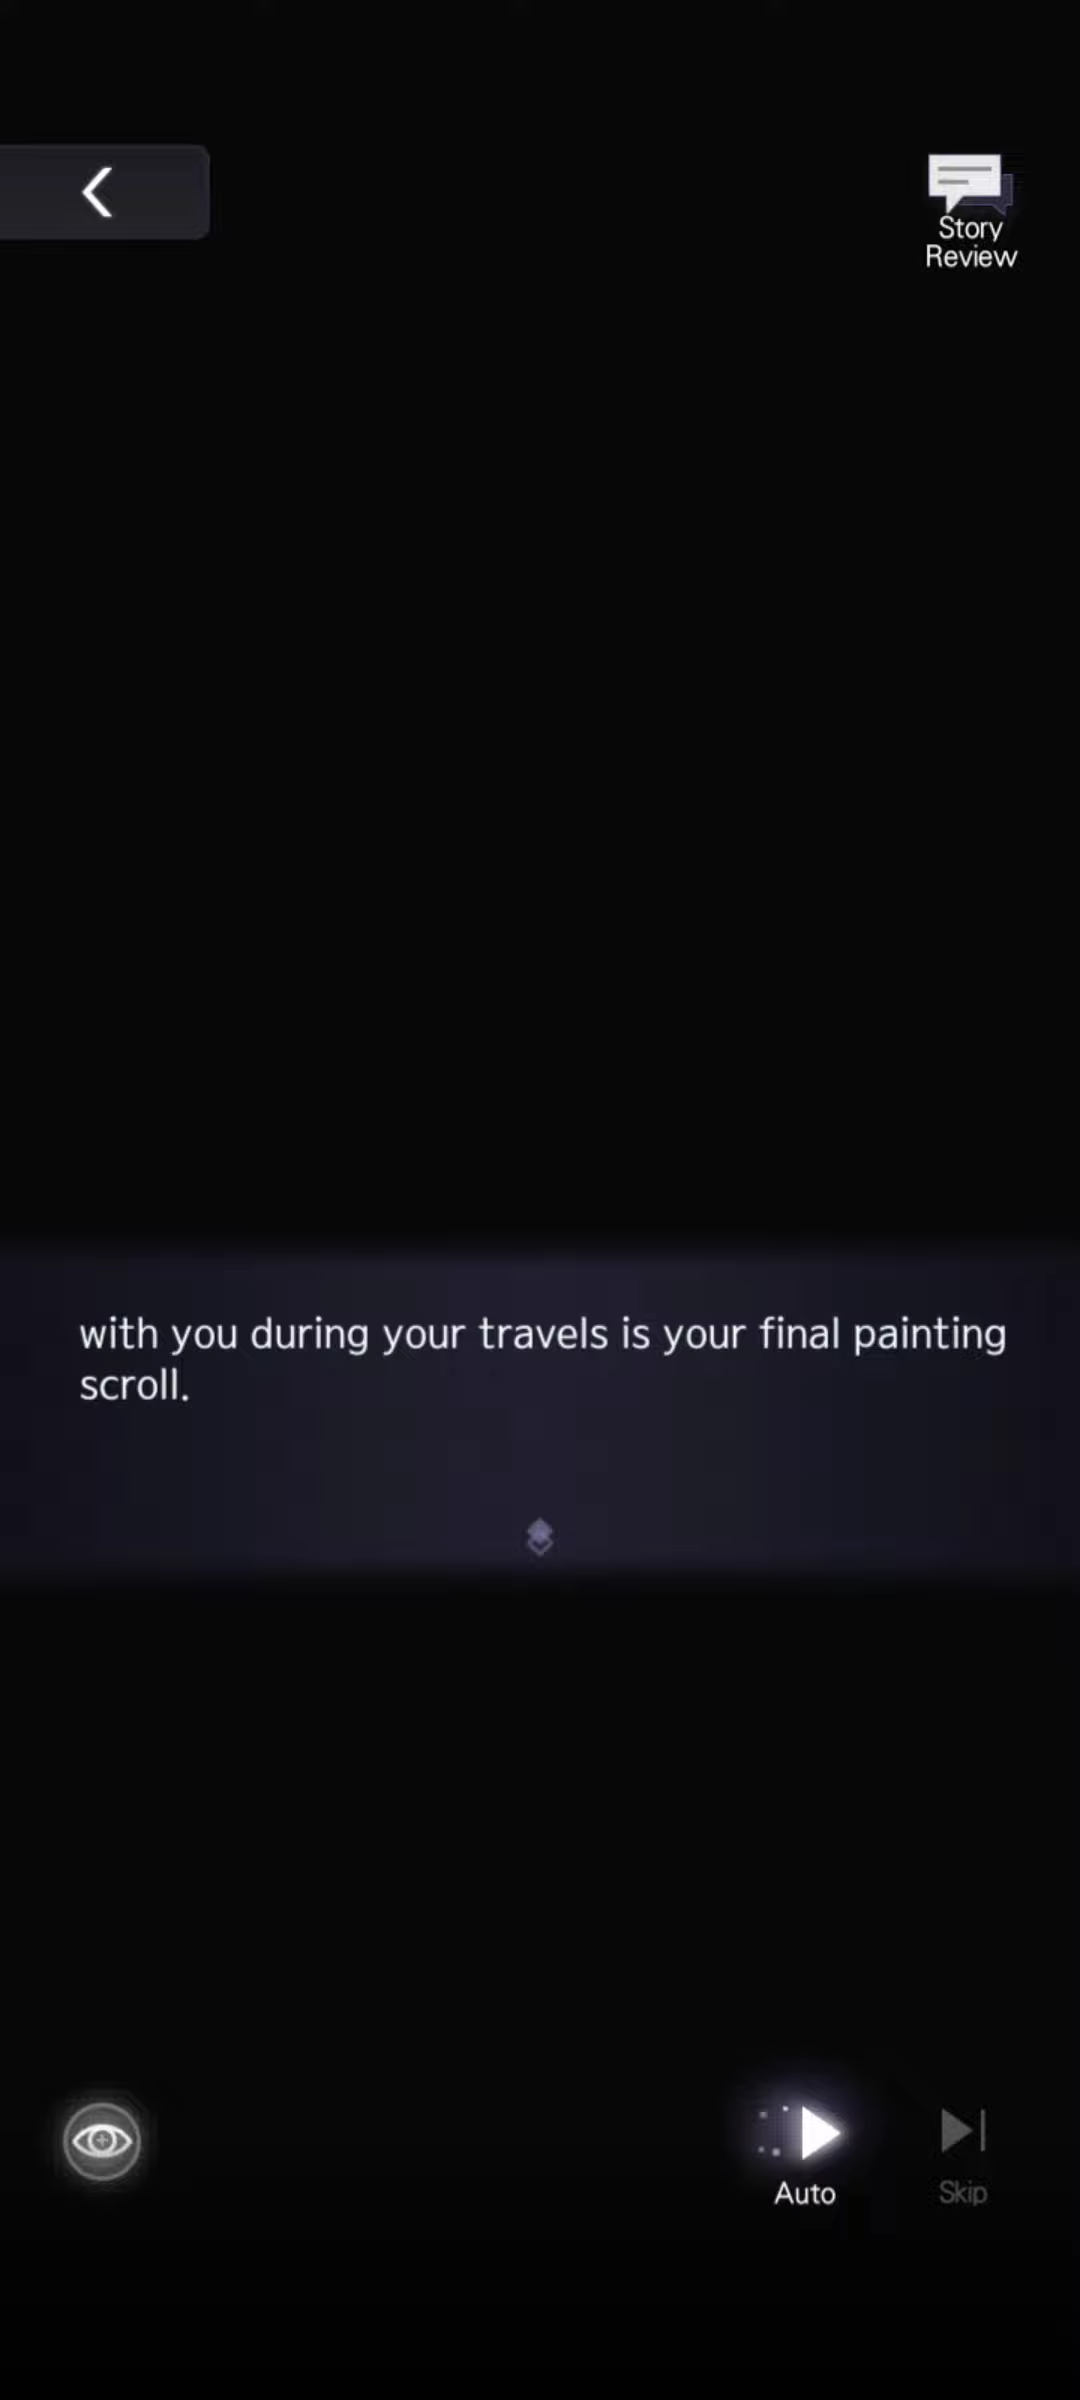 Story
Review
with you during your travels is your final painting
scroll.
Auto
Skip